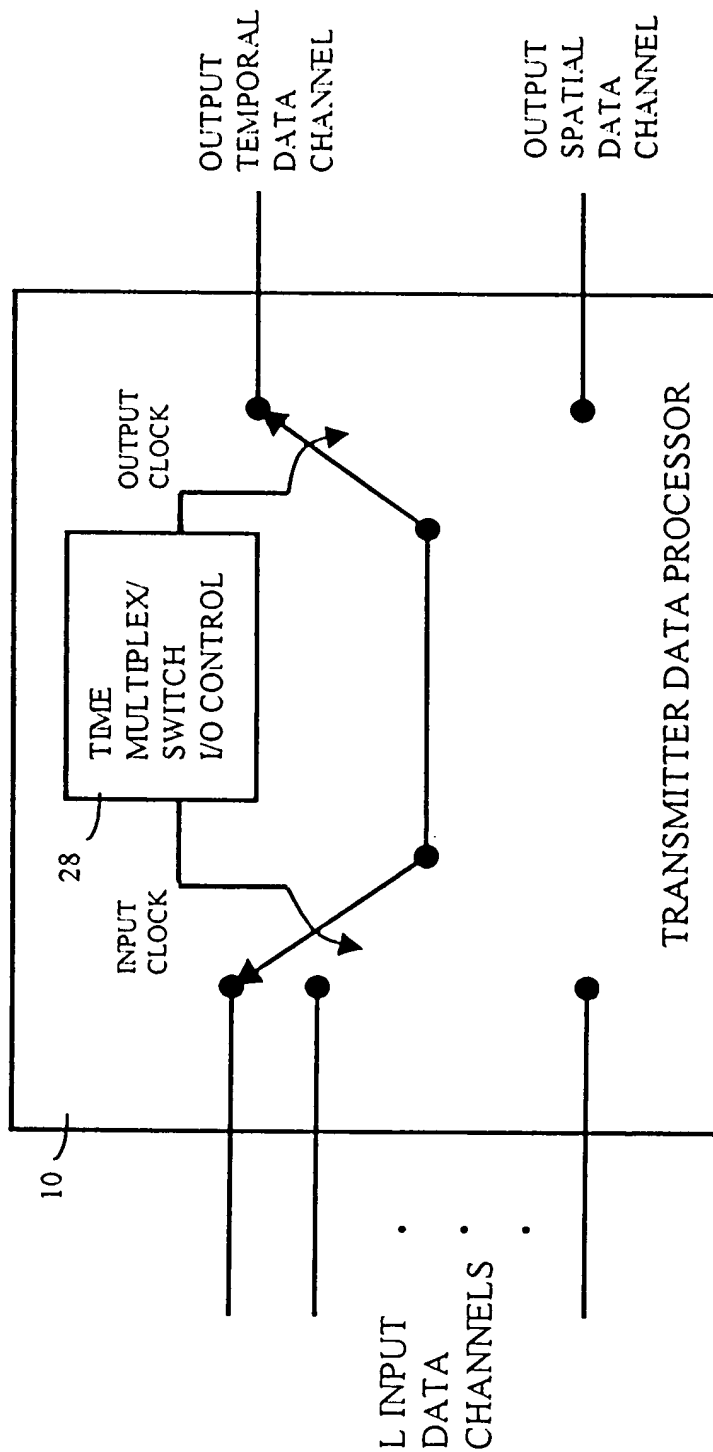 10
28
TIME
MULTIPLEX/
SWITCH
I/O CONTROL
INPUT
CLOCK
OUTPUT
CLOCK
L INPUT
DATA
CHANNELS
OUTPUT
TEMPORAL
DATA
CHANNEL
OUTPUT
SPATIAL
DATA
CHANNEL
TRANSMITTER DATA PROCESSOR